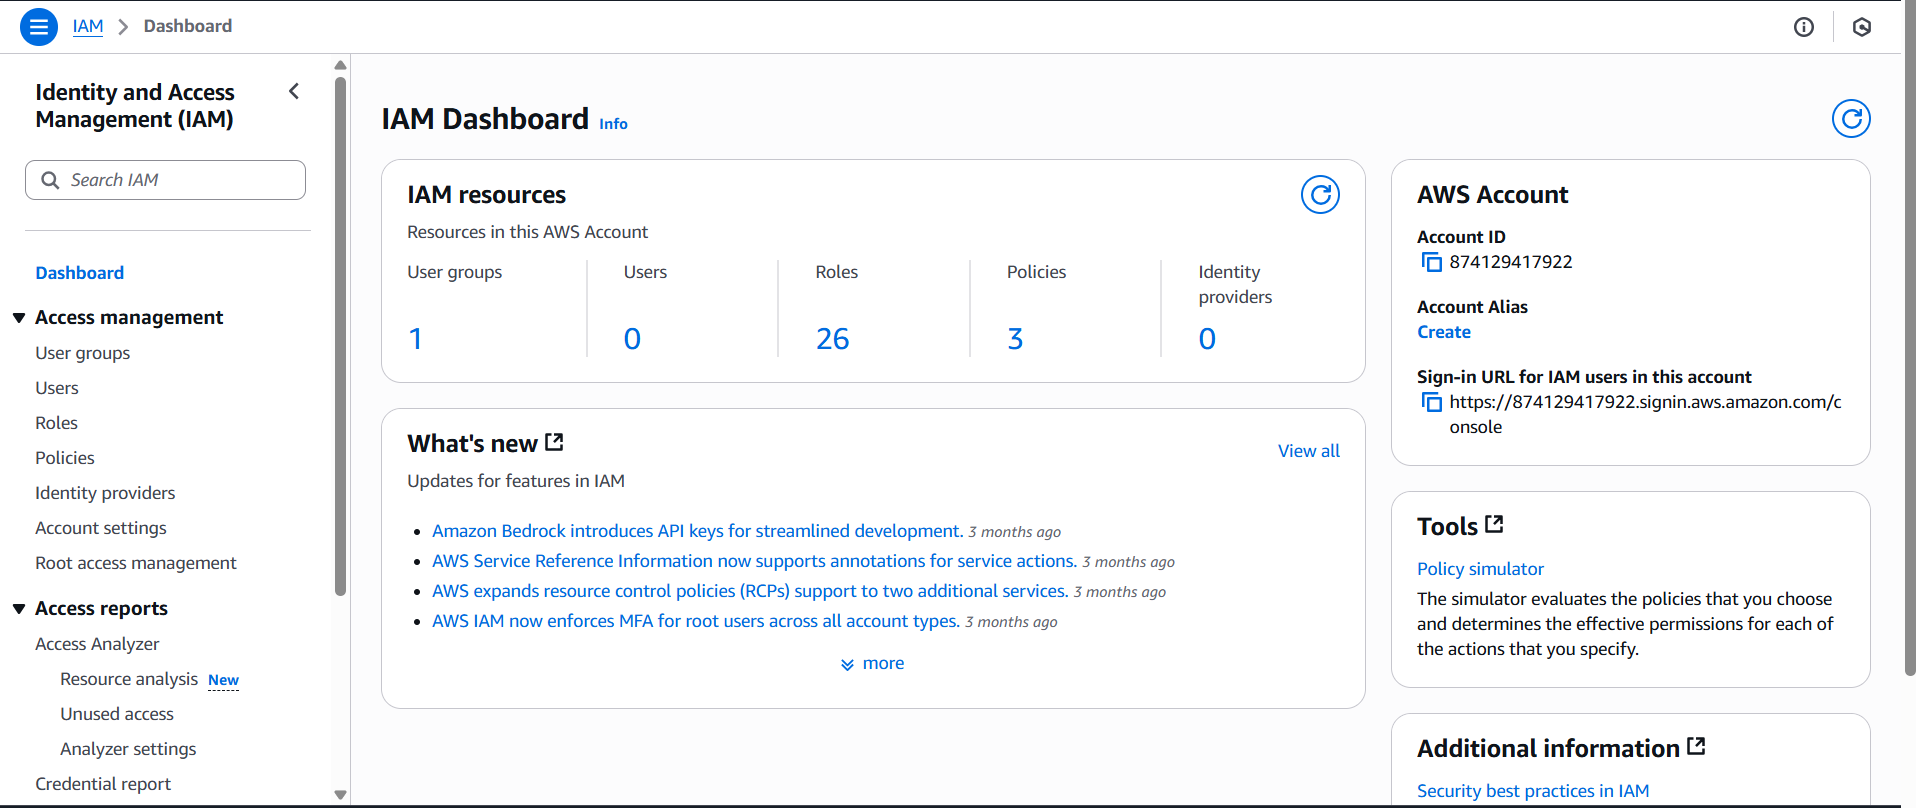 IAM > Dashboard
Identity and Access
Management (IAM)
Search IAM
Dashboard
Access management
User groups
Users
Roles
Policies
Identity providers
Account settings
Root access management
Access reports
Access Analyzer
Resource analysis New
Unused access
Analyzer settings
Credential report
IAM Dashboard Info
IAM resources
Resources in this AWS Account
User groups
1
Users
0
Roles
26
Policies
3
Identity
providers
0
What's new
View all
Updates for features in IAM
• Amazon Bedrock introduces API keys for streamlined development. 3 months ago
• AWS Service Reference Information now supports annotations for service actions. 3 months ago
• AWS expands resource control policies (RCPs) support to two additional services. 3 months ago
• AWS IAM now enforces MFA for root users across all account types. 3 months ago
more
AWS Account
Account ID
874129417922
Account Alias
Create
Sign-in URL for IAM users in this account
https://874129417922.signin.aws.amazon.com/c
onsole
Tools
Policy simulator
The simulator evaluates the policies that you choose
and determines the effective permissions for each of
the actions that you specify.
Additional information
Security best practices in IAM